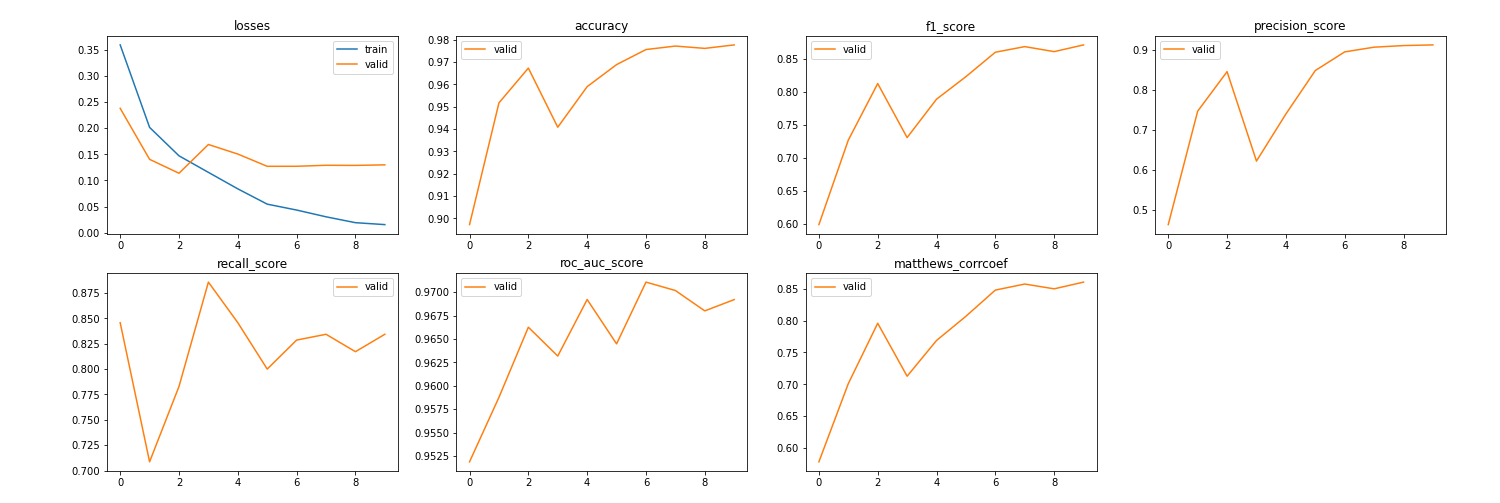 losses
0.35
0.30
0.25
0.20
0.15
0.10
0.05
0.00
0 2 4 6 8
train
valid
accuracy
0.98
0.97
0.96
0.95
0.94
0.93
0.92
0.91
0.90
0 2 4 6 8
valid
f1_score
0.85
0.80
0.75
0.70
0.65
0.60
0 2 4 6 8
valid
precision_score
0.9
0.8
0.7
0.6
0.5
0 2 4 6 8
valid
recall_score
0.875
0.850
0.825
0.800
0.775
0.750
0.725
0.700
0 2 4 6 8
valid
roc_auc_score
0.9700
0.9675
0.9650
0.9625
0.9600
0.9575
0.9550
0.9525
0 2 4 6 8
valid
matthews_corrcoef
0.85
0.80
0.75
0.70
0.65
0.60
0 2 4 6 8
valid